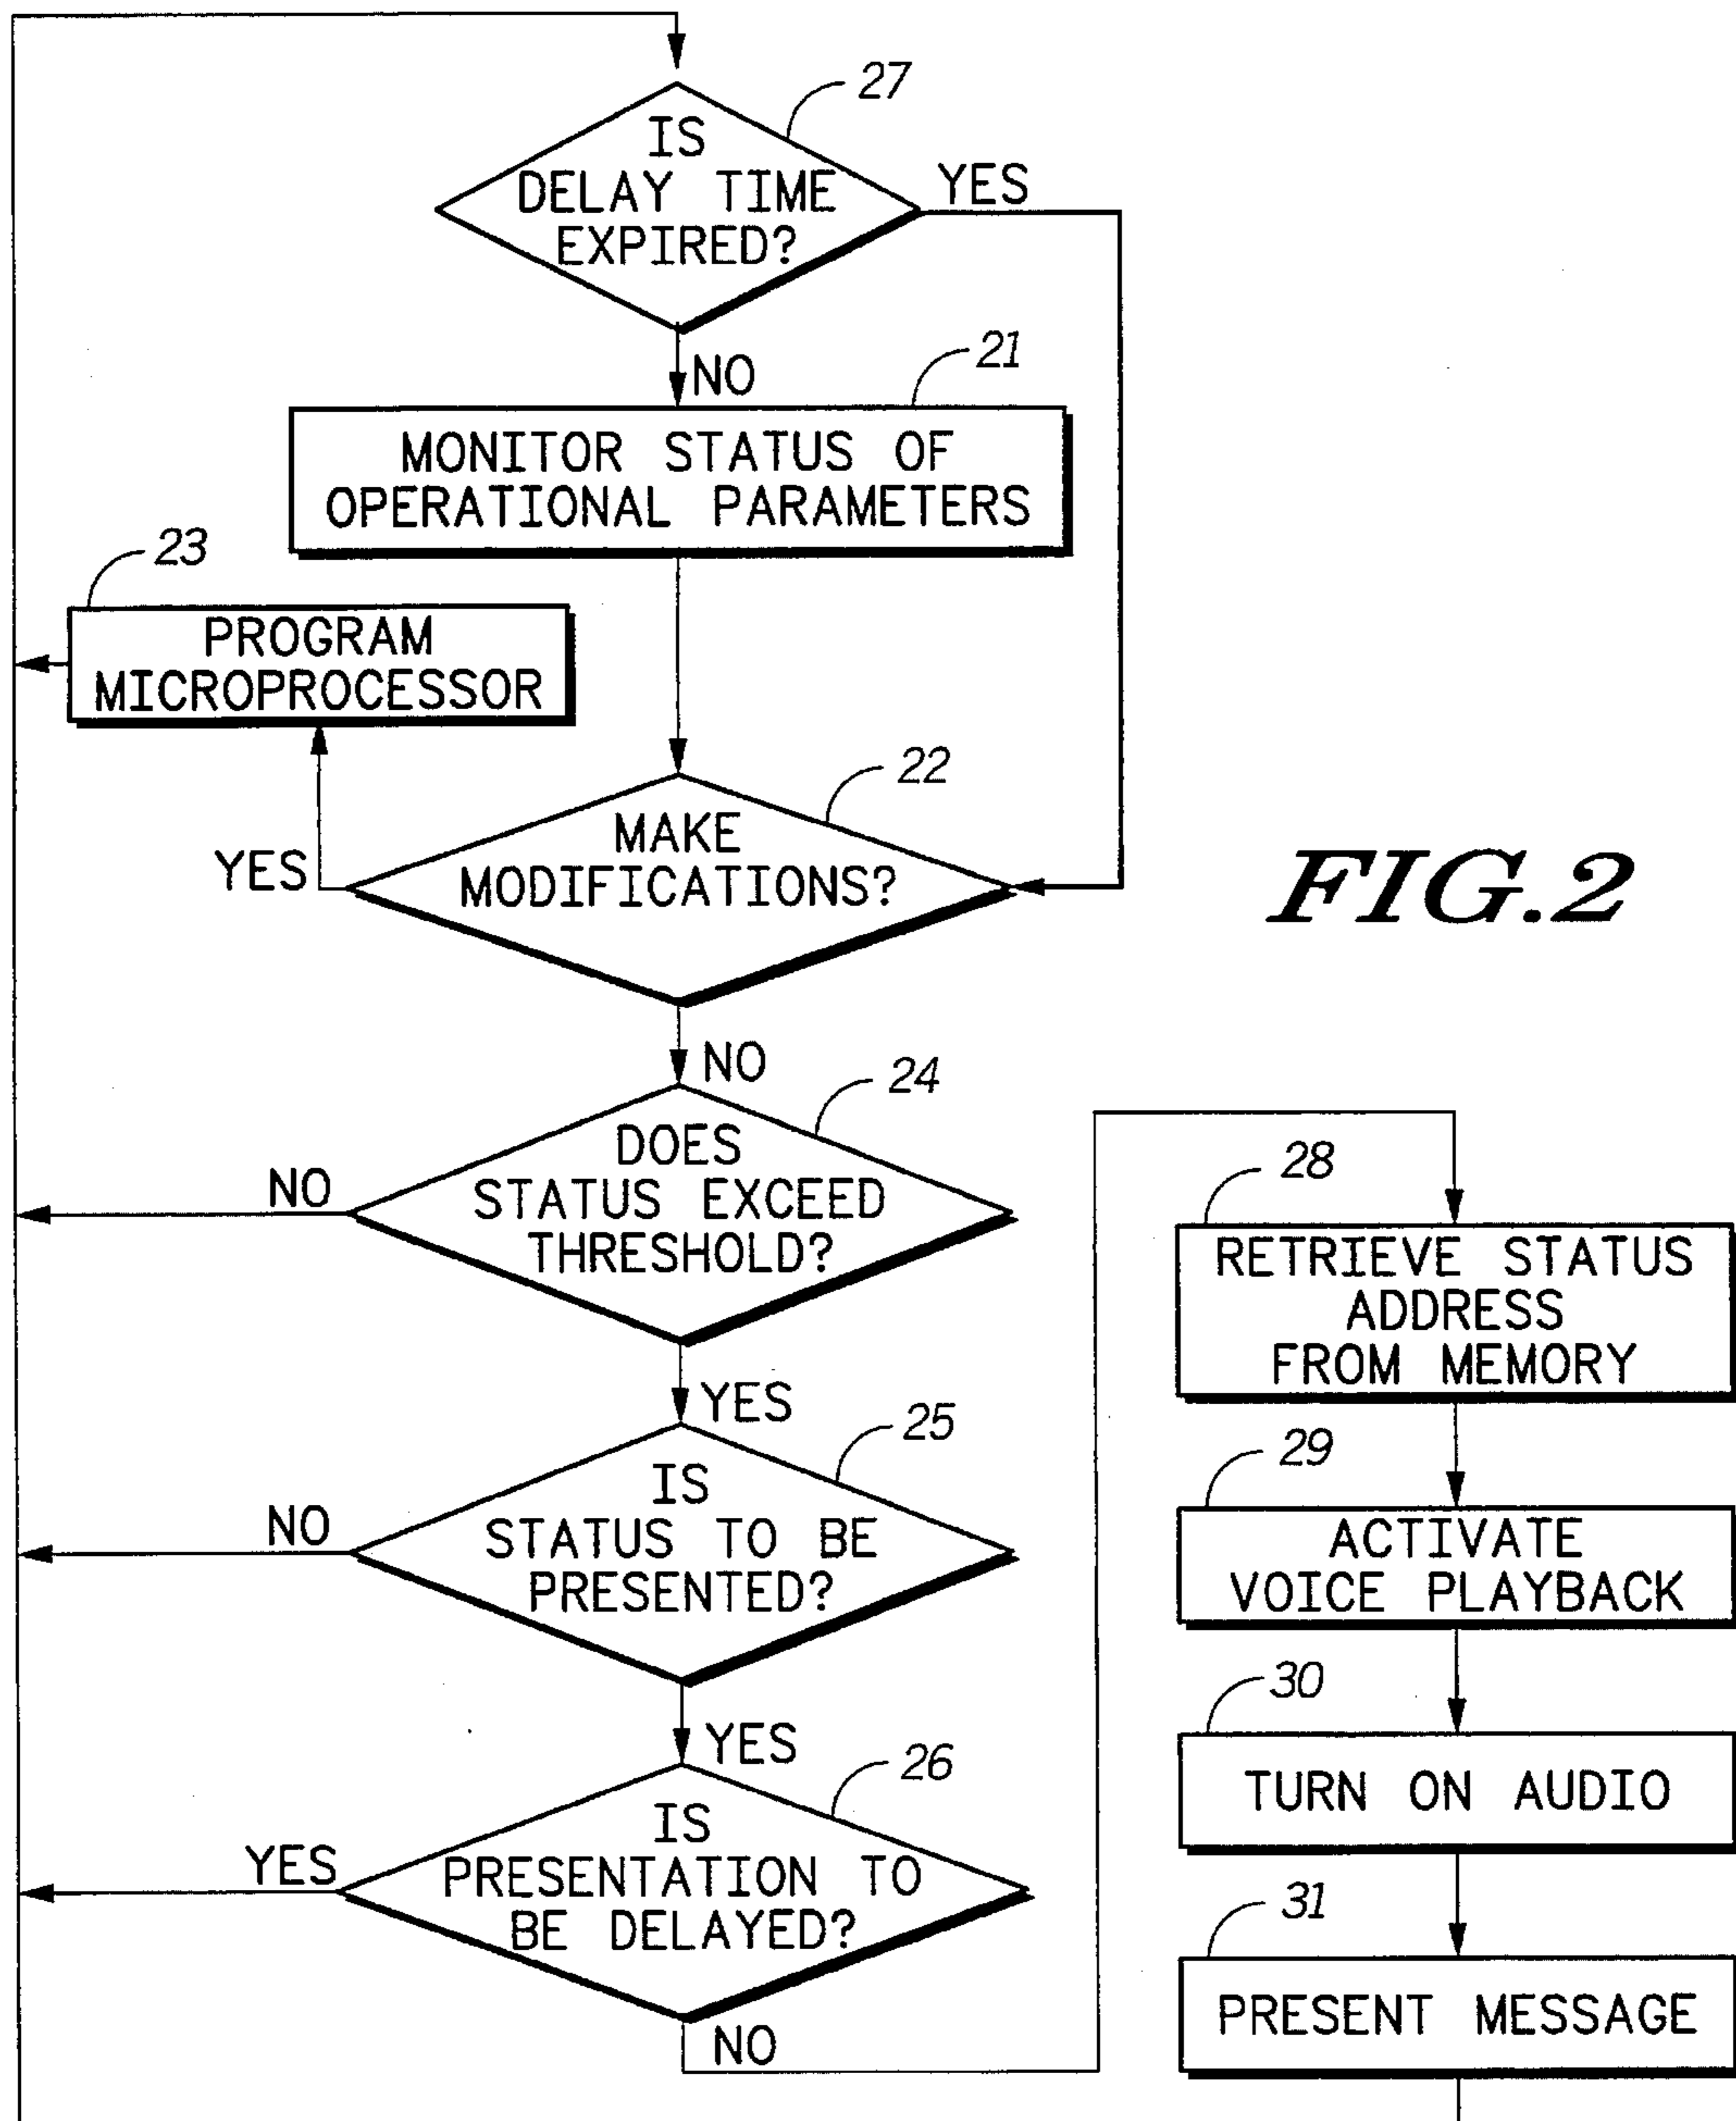 27
IS
DELAY TIME
EXPIRED?
YES
NO
21
MONITOR STATUS OF
OPERATIONAL PARAMETERS
23
PROGRAM
MICROPROCESSOR
22
MAKE
MODIFICATIONS?
YES
FIG.2
NO
24
DOES
STATUS EXCEED
THRESHOLD?
NO
YES
25
IS
STATUS TO BE
PRESENTED?
NO
YES
26
IS
PRESENTATION TO
BE DELAYED?
YES
NO
28
RETRIEVE STATUS
ADDRESS
FROM MEMORY
29
ACTIVATE
VOICE PLAYBACK
30
TURN ON AUDIO
31
PRESENT MESSAGE